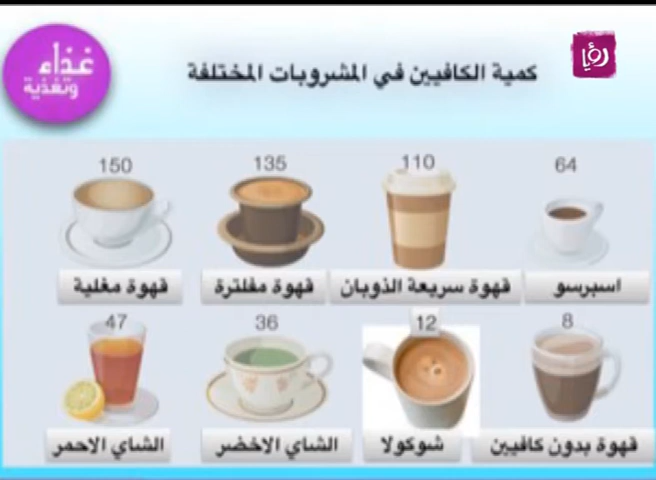 رؤيا
كمية الكافيين في المشروبات المختلفة
غذاء
وتغذية
64
110
135
150
اسبرسو
قهوة سريعة الذوبان
قهوة مفلترة
قهوة مغلية
8
12
36
47
قهوة بدون كافيين
شوكولا
الشاي الاخضر
الشاي الاحمر